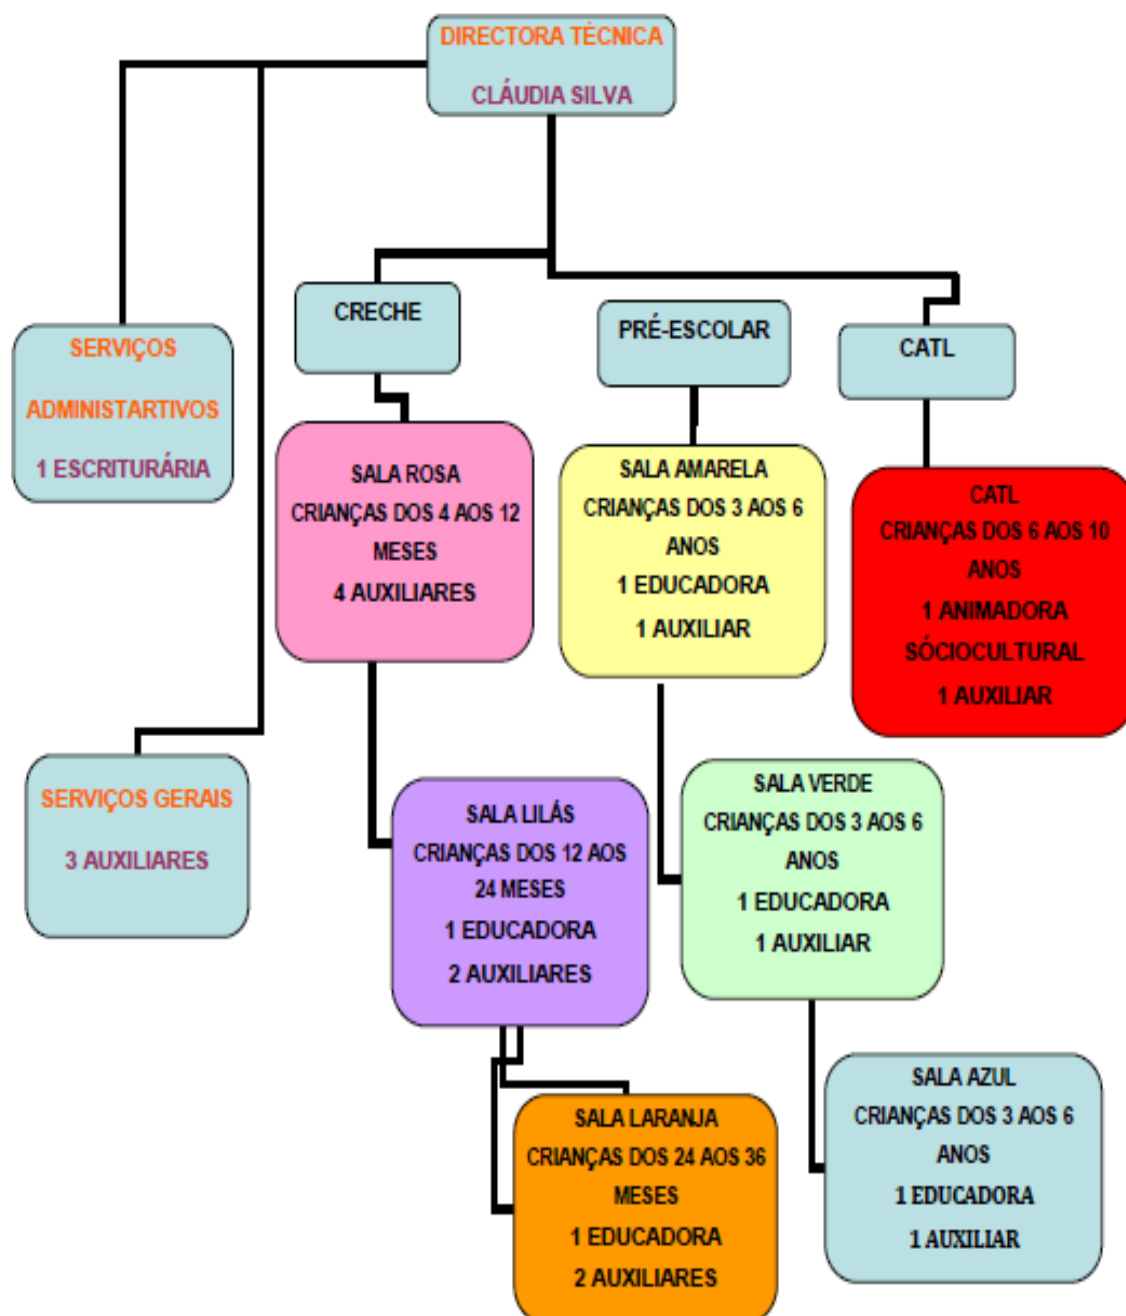 DIRECTORA TÈCNICA
CLÁUDIA SILVA
SERVIÇOS
ADMINISTARTIVOS
1 ESCRITURÁRIA
SERVIÇOS GERAIS
3 AUXILIARES
CRECHE
SALA ROSA
CRIANÇAS DOS 4 AOS 12
MESES
4 AUXILIARES
SALA LILÁS
CRIANÇAS DOS 12 AOS
24 MESES
1 EDUCADORA
2 AUXILIARES
SALA LARANJA
CRIANÇAS DOS 24 AOS 36
MESES
1 EDUCADORA
2 AUXILIARES
PRÉ-ESCOLAR
SALA AMARELA
CRIANÇAS DOS 3 AOS 6
ANOS
1 EDUCADORA
1 AUXILIAR
SALA VERDE
CRIANÇAS DOS 3 AOS 6
ANOS
1 EDUCADORA
1 AUXILIAR
SALA AZUL
CRIANÇAS DOS 3 AOS 6
ANOS
1 EDUCADORA
1 AUXILIAR
CATL
CATL
CRIANÇAS DOS 6 AOS 10
ANOS
1 ANIMADORA
SÓCIOCULTURAL
1 AUXILIAR